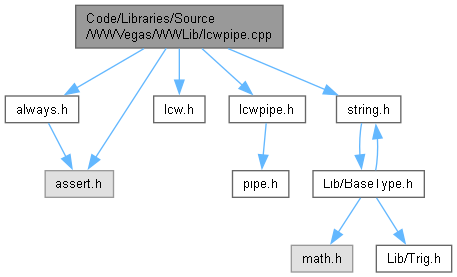 Code/Libraries/Source
/WWVegas/WWLib/lcwpipe.cpp
always.h
lcw.h
lcwpipe.h
string.h
assert.h
pipe.h
Lib/BaseType.h
math.h
Lib/Trig.h